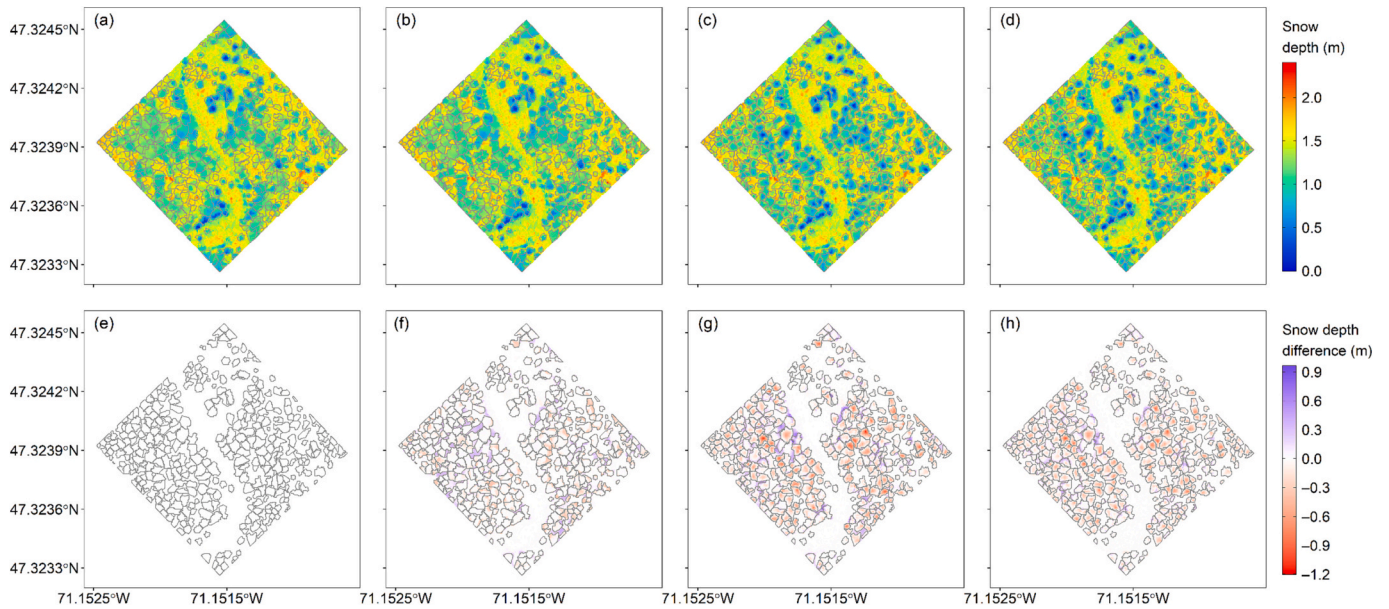 (a) (b) (c) (d)
47.3245°N
47.3242°N
47.3239°N
47.3236°N
47.3233°N
Snow
depth (m)
2.0
1.5
1.0
0.5
0.0
(e) (f) (g) (h)
47.3245°N
47.3242°N
47.3239°N
47.3236°N
47.3233°N
Snow depth
difference (m)
0.9
0.6
0.3
0.0
−0.3
−0.6
−0.9
−1.2
71.1525°W 71.1515°W 71.1525°W 71.1515°W 71.1525°W 71.1515°W 71.1525°W 71.1515°W